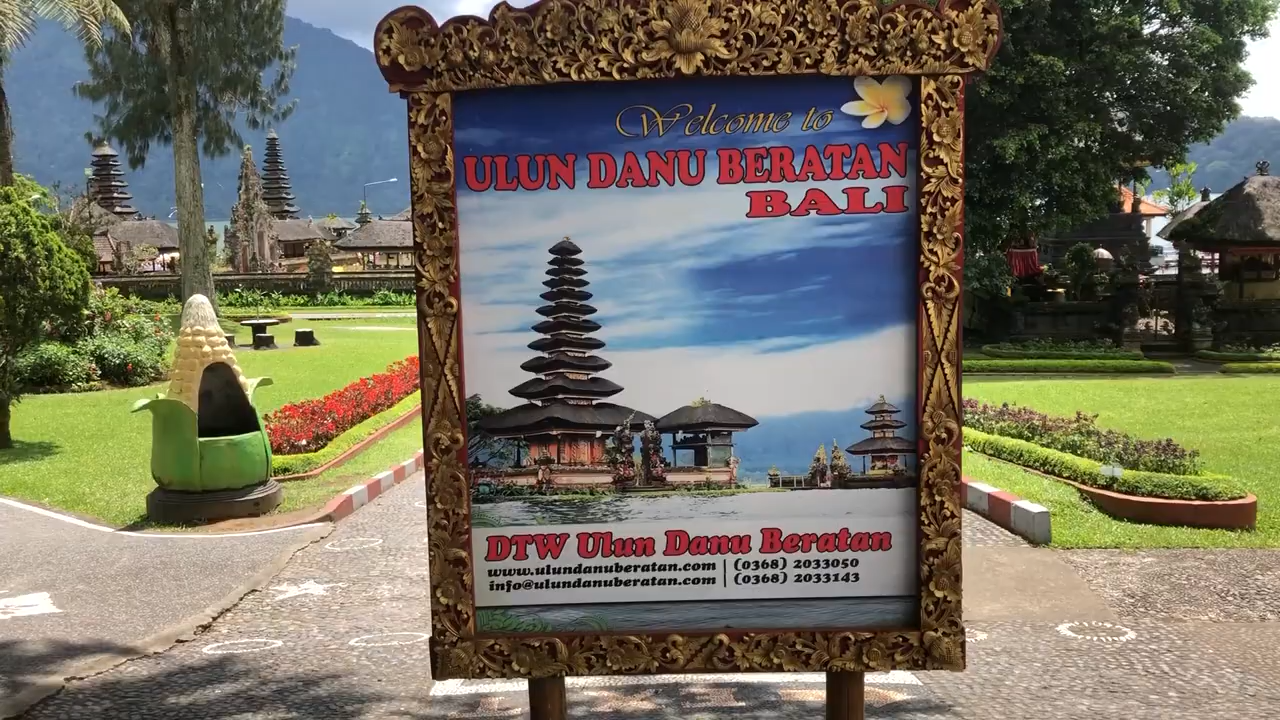 Welcome to
ULUN DANU BERATAN
BALI
DTW Ulun Danu Beratan
www.ulundanuberatan.com | (0368) 2033050
info@ulundanuberatan.com | (0368) 2033143